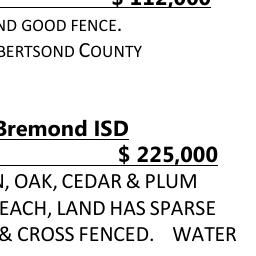 $ 112,000
ND GOOD FENCE.
BERTSOND COUNTY
Bremond ISD
$ 225,000
N, OAK, CEDAR & PLUM
EACH, LAND HAS SPARSE
& CROSS FENCED. WATER